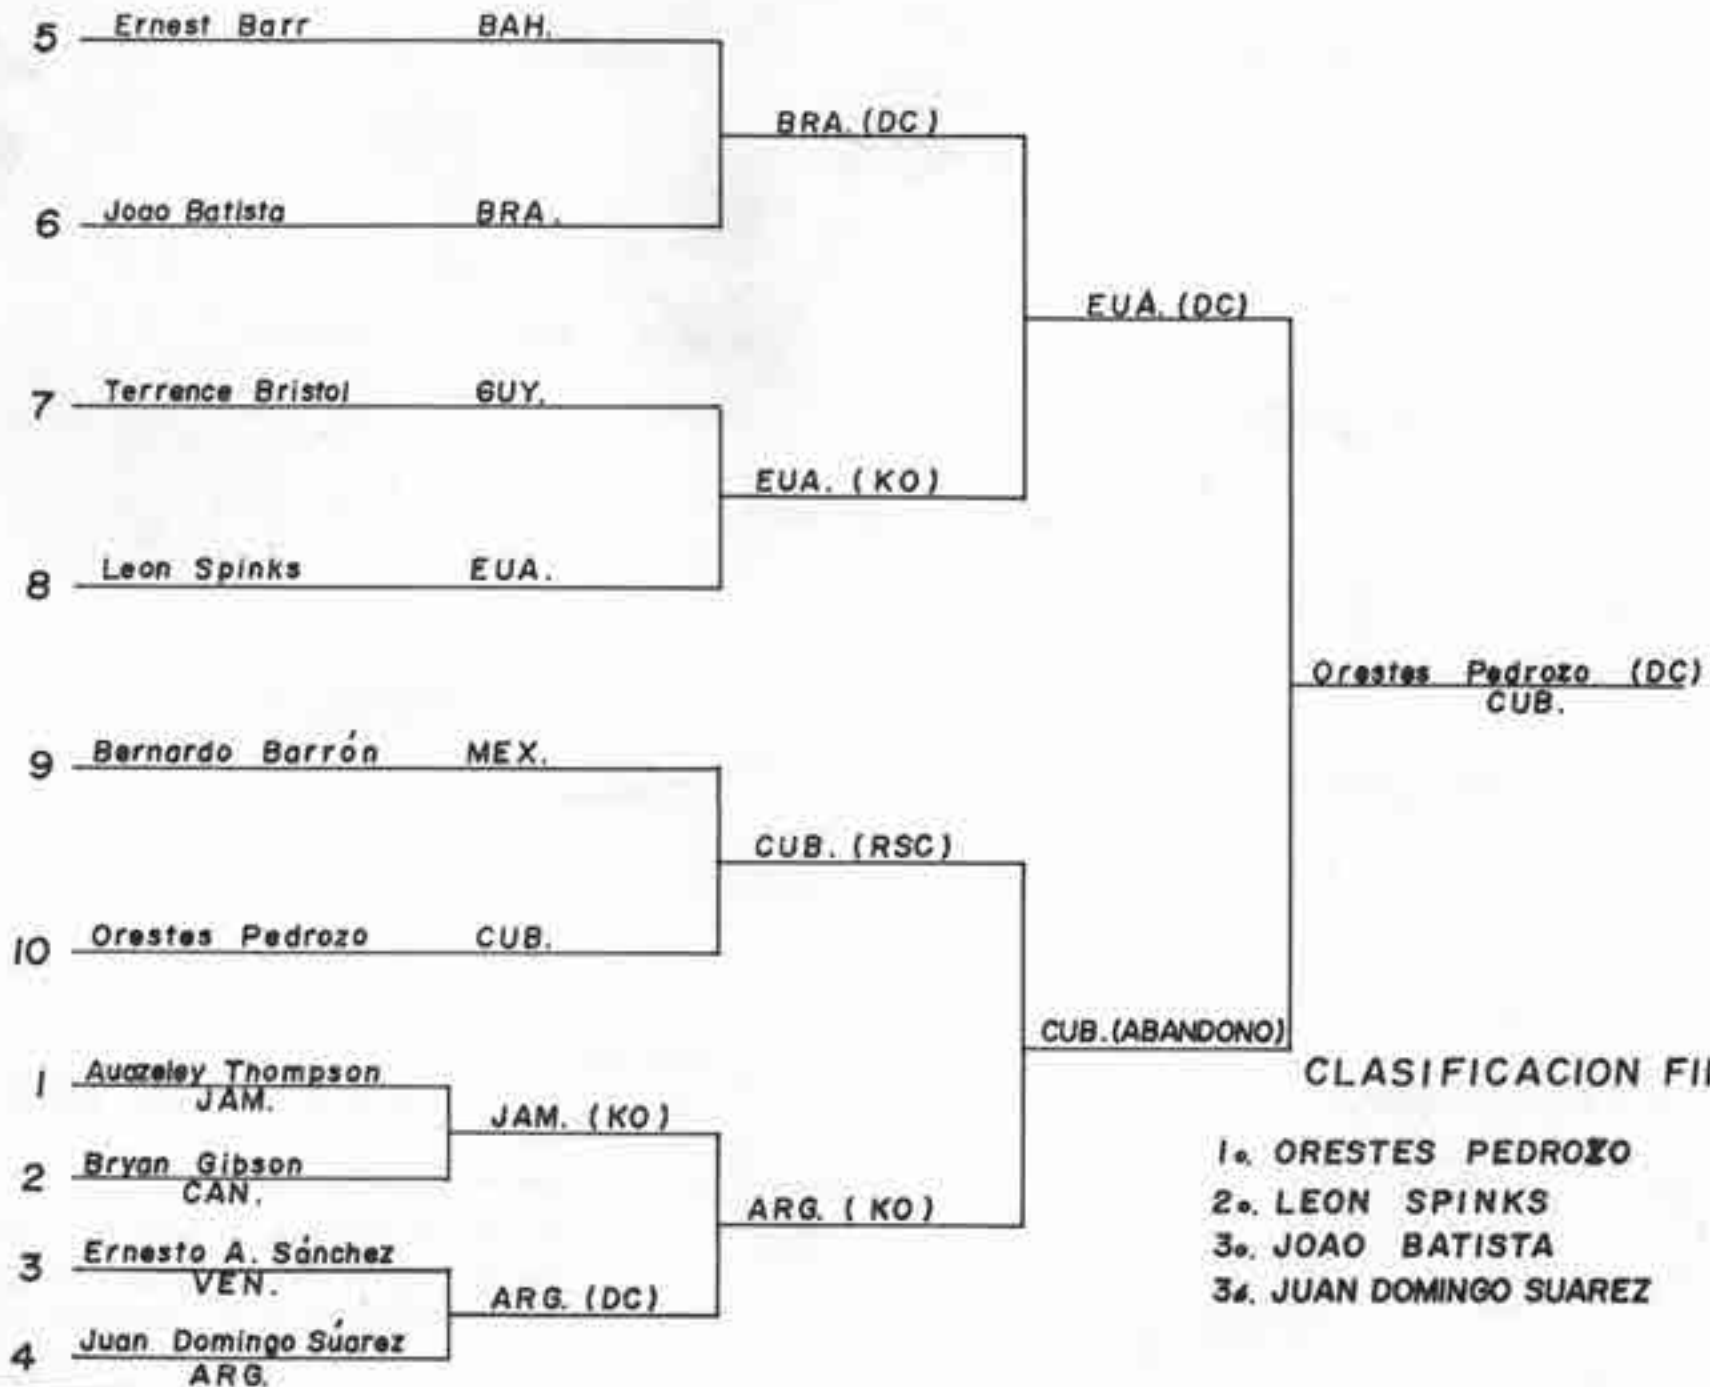 5 Ernest Barr BAH.
BRA. (DC)
6 Joao Batista BRA.
EUA. (DC)
7 Terrence Bristol GUY.
EUA. (KO)
8 Leon Spinks EUA.
Orestes Pedrozo (DC)
CUB.
9 Bernardo Barrón MEX.
CUB. (RSC)
10 Orestes Pedrozo CUB.
CUB. (ABANDONO)
1 Auazeley Thompson
JAM.
JAM. (KO)
2 Bryan Gibson
CAN.
ARG. (KO)
3 Ernesto A. Sánchez
VEN.
ARG. (DC)
4 Juan Domingo Súarez
ARG.
CLASIFICACION
1o. ORESTES PEDROZO
2o. LEON SPINKS
3o. JOAO BATISTA
3o. JUAN DOMINGO SUAREZ